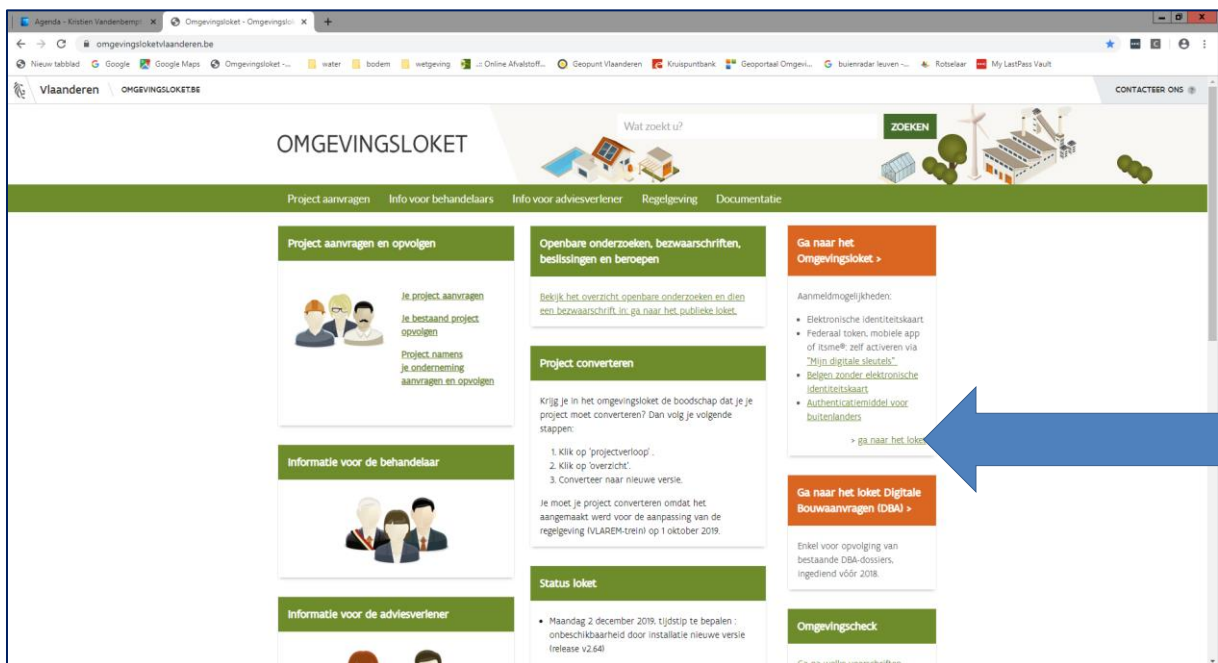 Agenda - Kristien Vandenbempt
Omgevingsloket - Omgevingslo
omgevingsloketvlaanderen.be
Nieuw tabblad
Google
Google Maps
Omgevingsloket -...
water
bodem
wetgeving
.:: Online Afvalstoff...
Geopunt Vlaanderen
Kruispuntbank
Geoportaal Omgevi...
buienradar leuven -...
Rotselaar
My LastPass Vault
Vlaanderen
OMGEVINGSLOKET.BE
CONTACTEER ONS
OMGEVINGSLOKET
Wat zoekt u?
ZOEKEN
Project aanvragen
Info voor behandelaars
Info voor adviesverlener
Regelgeving
Documentatie
Project aanvragen en opvolgen
Je project aanvragen
Je bestaand project
opvolgen
Project namens
je onderneming
aanvragen en opvolgen
Informatie voor de behandelaar
Informatie voor de adviesverlener
Openbare onderzoeken, bezwaarschriften,
beslissingen en beroepen
Bekijk het overzicht openbare onderzoeken en dien
een bezwaarschrift in: ga naar het publieke loket.
Project converteren
Krijg je in het omgevingsloket de boodschap dat je je
project moet converteren? Dan volg je volgende
stappen:
1. Klik op 'projectverloop' .
2. Klik op 'overzicht'.
3. Converteer naar nieuwe versie.
Je moet je project converteren omdat het
aangemaakt werd voor de aanpassing van de
regelgeving (VLAREM-trein) op 1 oktober 2019.
Status loket
Maandag 2 december 2019, tijdstip te bepalen :
onbeschikbaarheid door installatie nieuwe versie
(release v2.64)
Ga naar het
Omgevingsloket >
Aanmeldmogelijkheden:
Elektronische identiteitskaart
Federaal token, mobiele app
of itsme®: zelf activeren via
"Mijn digitale sleutels"
Belgen zonder elektronische
identiteitskaart
Authenticatiemiddel voor
buitenlanders
> ga naar het loket
Ga naar het loket Digitale
Bouwaanvragen (DBA) >
Enkel voor opvolging van
bestaande DBA-dossiers,
ingediend vóór 2018.
Omgevingscheck